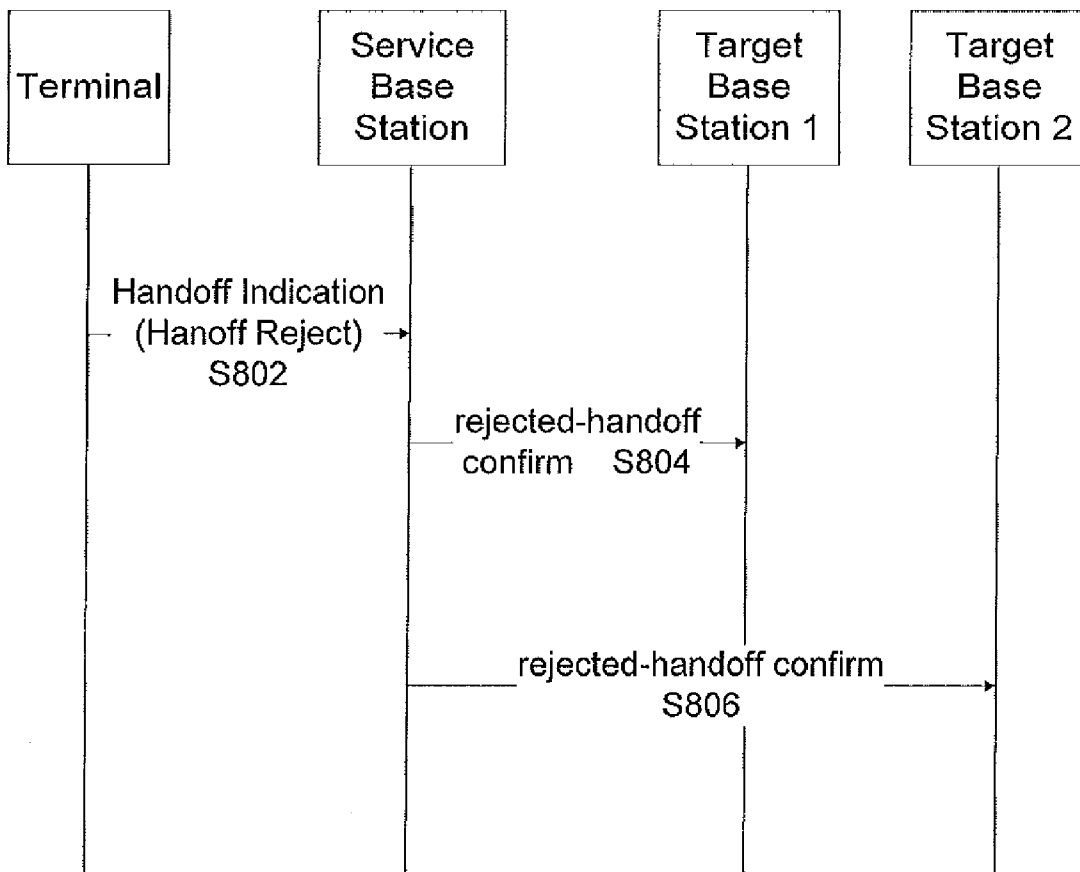 Terminal
Service
Base
Station
Target
Base
Station 1
Target
Base
Station 2
Handoff Indication
(Hanoff Reject)
S802
rejected-handoff
confirm S804
rejected-handoff confirm
S806